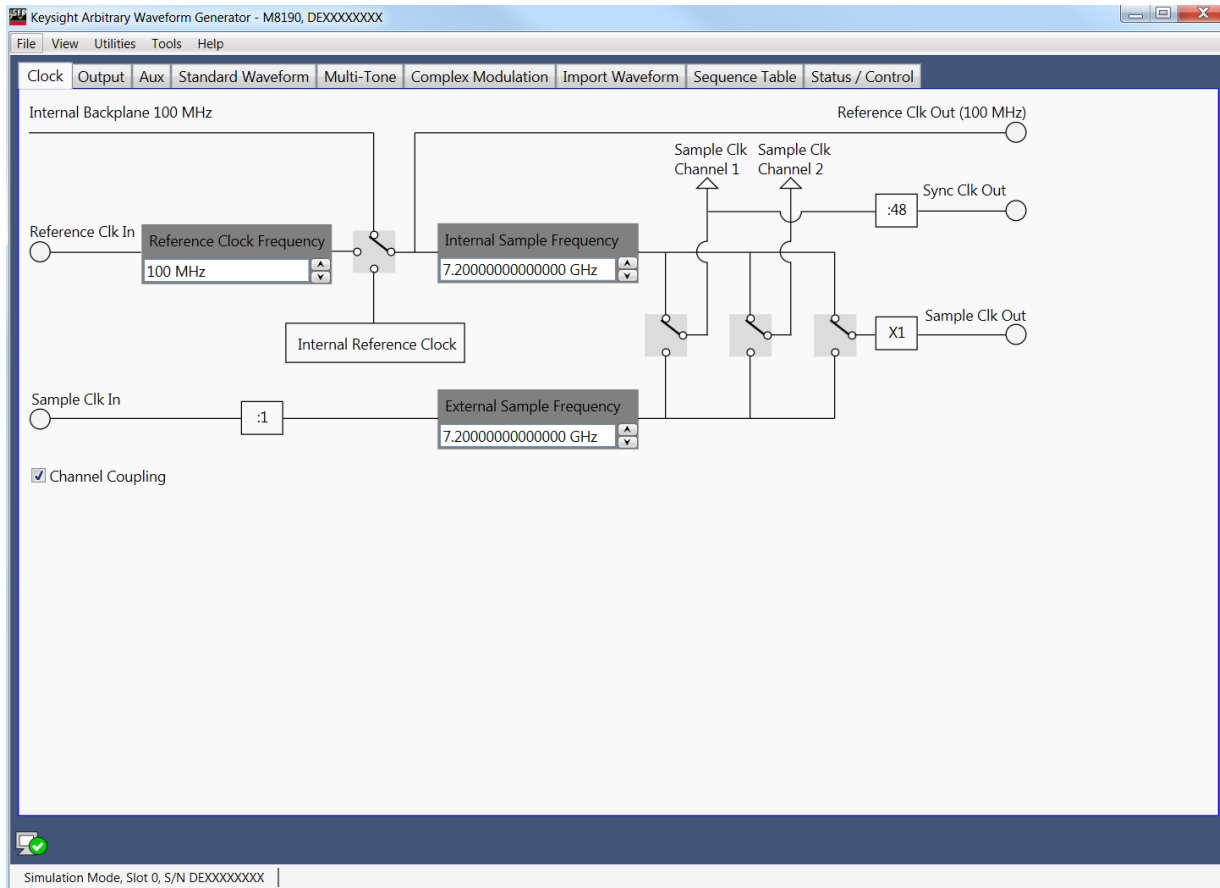 Keysight Arbitrary Waveform Generator - M8190, DEXXXXXXXX
File View Utilities Tools Help
Clock Output Aux Standard Waveform Multi-Tone Complex Modulation Import Waveform Sequence Table Status / Control
Internal Backplane 100 MHz
Reference Clk Out (100 MHz)
Sample Clk
Channel 1
Sample Clk
Channel 2
:48
Sync Clk Out
Reference Clk In
Reference Clock Frequency
100 MHz
Internal Sample Frequency
7.20000000000000 GHz
Internal Reference Clock
X1
Sample Clk Out
Sample Clk In
:1
External Sample Frequency
7.20000000000000 GHz
Channel Coupling
Simulation Mode, Slot 0, S/N DEXXXXXXXX